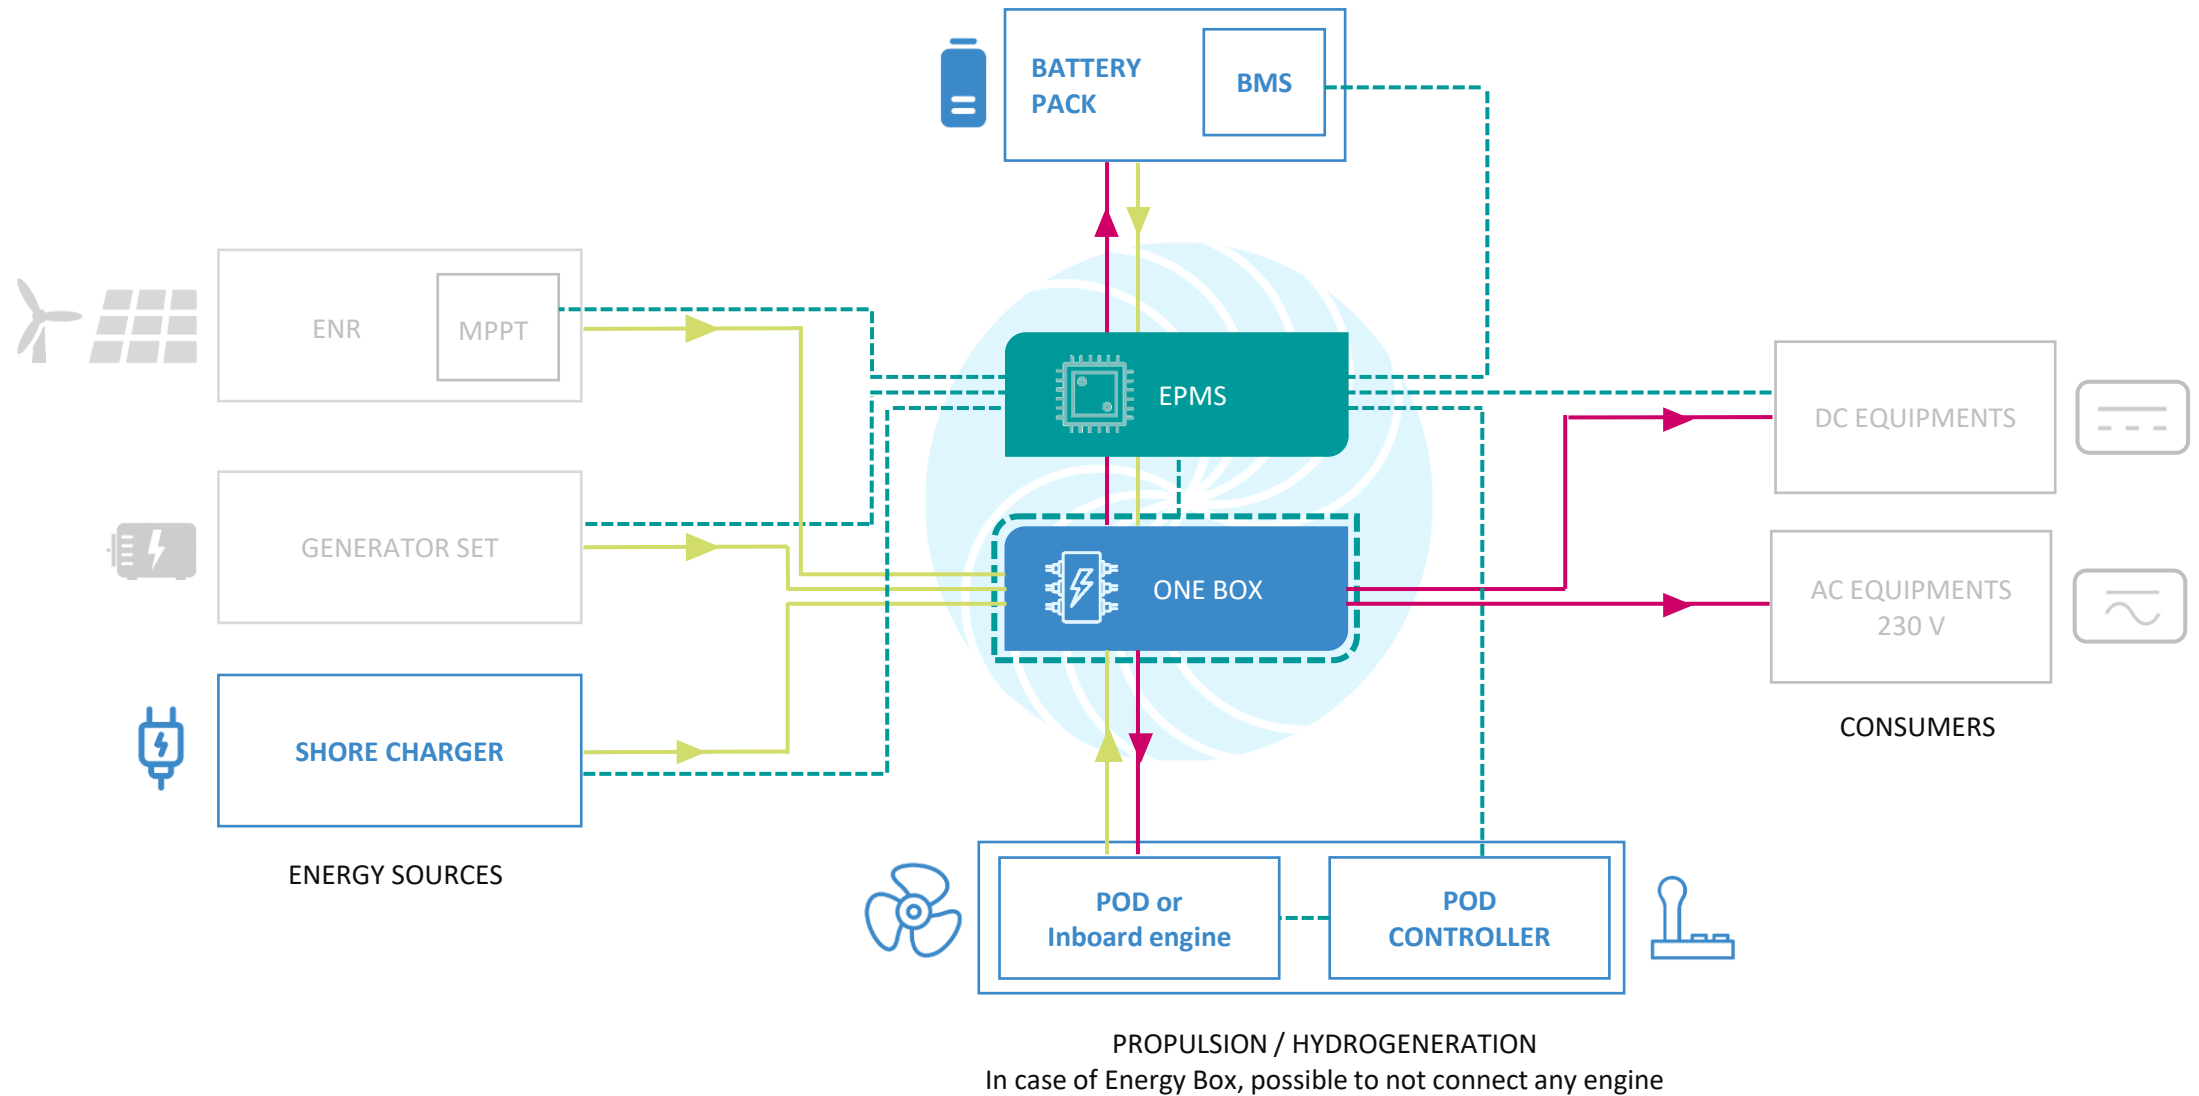 BATTERY
PACK
BMS
ENR
MPPT
EPMS
DC EQUIPMENTS
GENERATOR SET
ONE BOX
AC EQUIPMENTS
230 V
SHORE CHARGER
CONSUMERS
ENERGY SOURCES
POD or
Inboard engine
POD
CONTROLLER
PROPULSION / HYDROGENERATION
In case of Energy Box, possible to not connect any engine